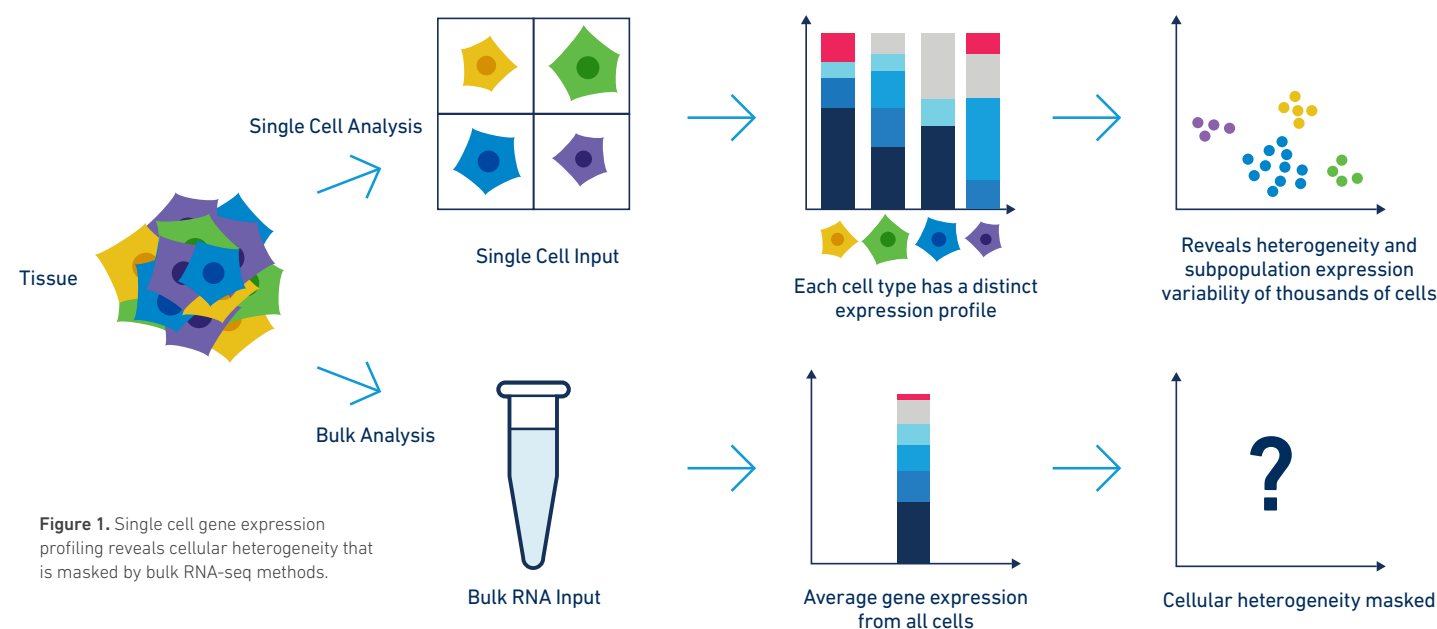 Single Cell Analysis
Single Cell Input
Each cell type has a distinct
expression profile
Reveals heterogeneity and
subpopulation expression
variability of thousands of cells
Tissue
Bulk Analysis
Bulk RNA Input
Average gene expression
from all cells
?
Cellular heterogeneity masked
Figure 1. Single cell gene expression
profiling reveals cellular heterogeneity that
is masked by bulk RNA-seq methods.